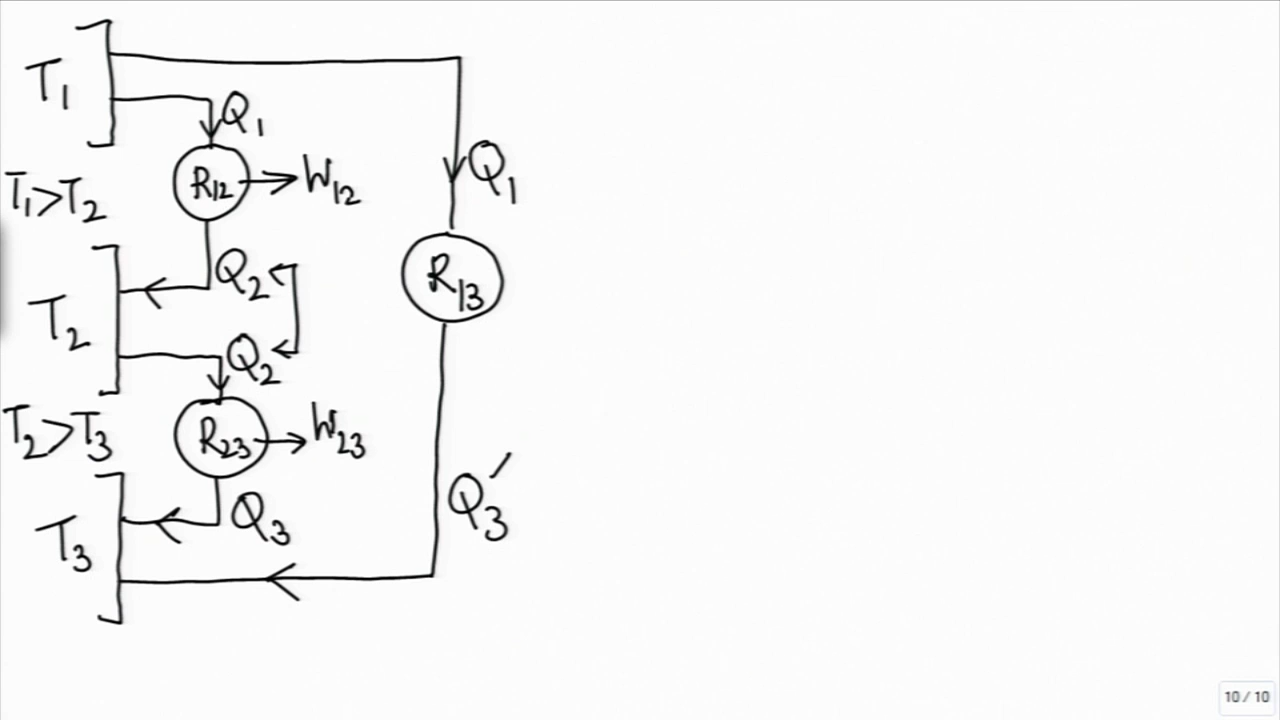 T₁
Q₁
R₁₂
W₁₂
Q₁
T₁>T₂
Q₂
R₁₃
T₂
Q₂
T₂>T₃
R₂₃
W₂₃
Q₃
Q₃′
T₃
10 / 10